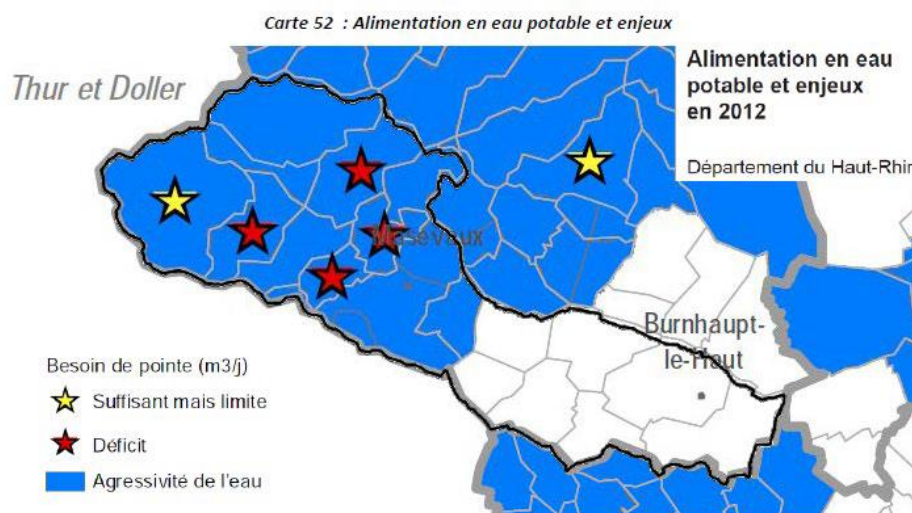 Carte 52 : Alimentation en eau potable et enjeux
Thur et Doller
Alimentation en eau
potable et enjeux
en 2012
Département du Haut-Rhin
Masevaux
Burnhaupt-
le-Haut
Besoin de pointe (m3/j)
Suffisant mais limite
Déficit
Agressivité de l'eau